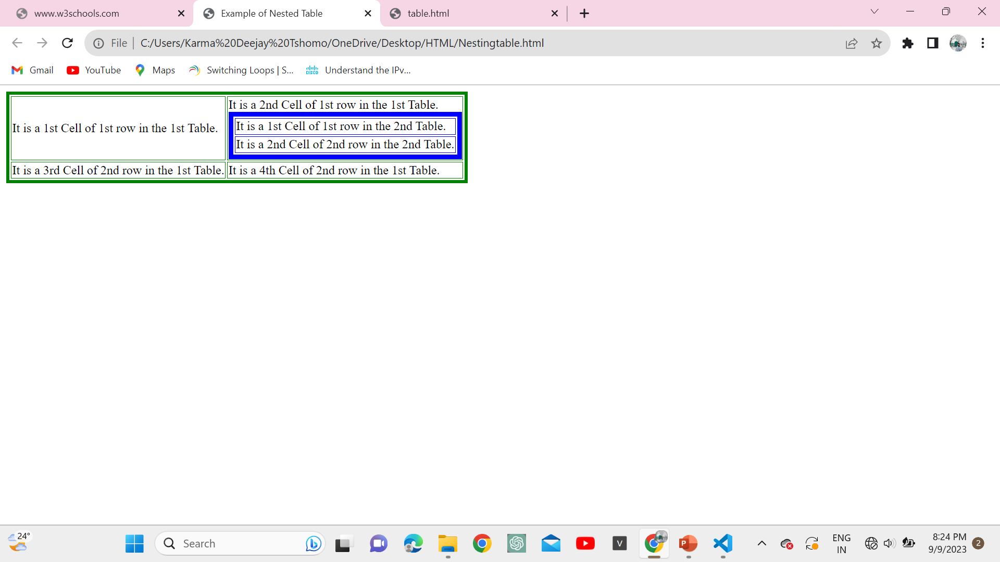 www.w3schools.com
Example of Nested Table
table.html
File
C:/Users/Karma%20Deejay%20Tshomo/OneDrive/Desktop/HTML/Nestingtable.html
Gmail
YouTube
Maps
Switching Loops | S...
CISCO
Understand the IPv...
It is a 1st Cell of 1st row in the 1st Table.
It is a 2nd Cell of 1st row in the 1st Table.
It is a 1st Cell of 1st row in the 2nd Table.
It is a 2nd Cell of 2nd row in the 2nd Table.
It is a 3rd Cell of 2nd row in the 1st Table.
It is a 4th Cell of 2nd row in the 1st Table.
24°
Search
V
P
ENG
IN
8:24 PM
9/9/2023
2